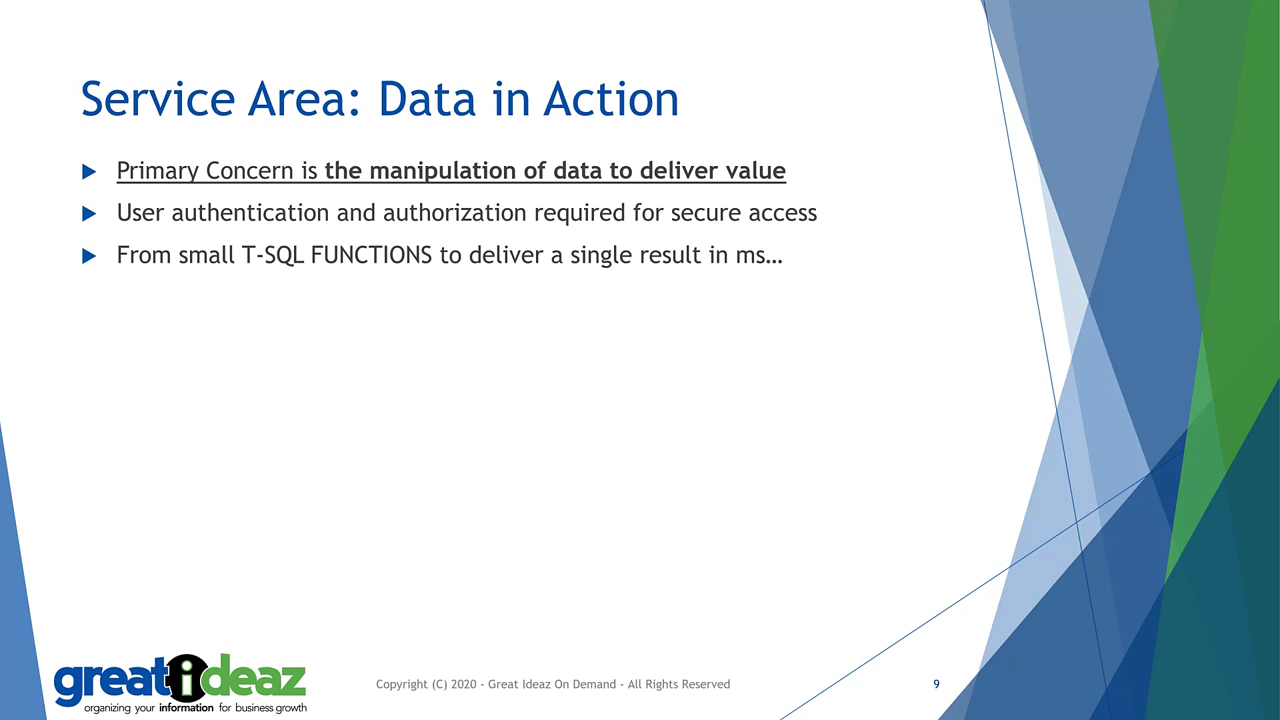 Service Area: Data in Action
Primary Concern is the manipulation of data to deliver value
User authentication and authorization required for secure access
From small T-SQL FUNCTIONS to deliver a single result in ms…
greatideaz
organizing your information for business growth
Copyright (C) 2020 - Great Ideaz On Demand - All Rights Reserved
9